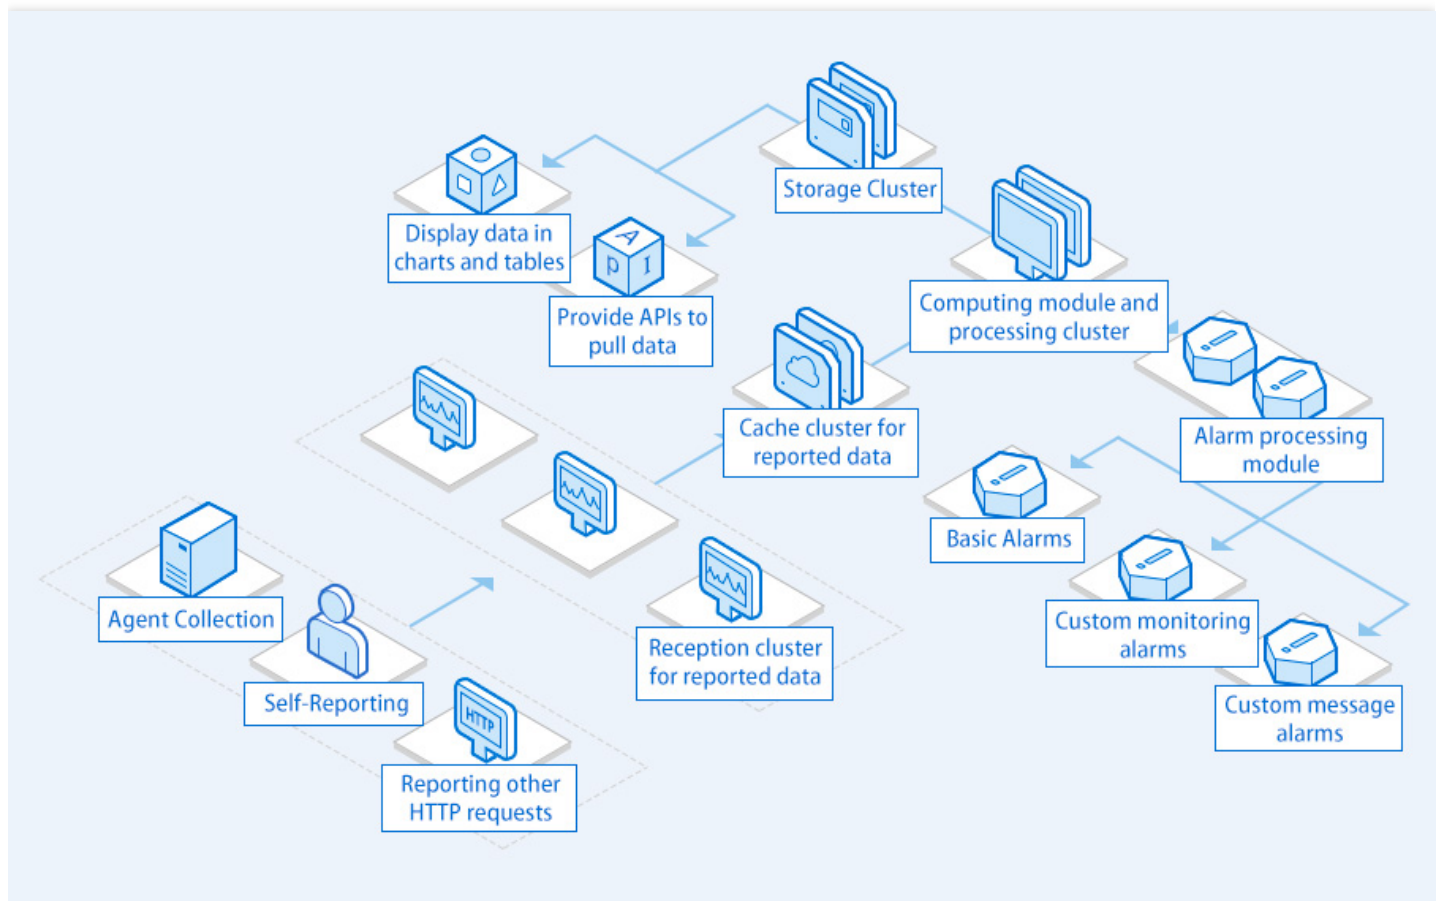 Storage Cluster
Display data in
charts and tables
A
P I
Provide APIs to
pull data
Computing module and
processing cluster
Cache cluster for
reported data
Alarm processing
module
Basic Alarms
Custom monitoring
alarms
Custom message
alarms
Agent Collection
Self-Reporting
Reception cluster
for reported data
HTTP
Reporting other
HTTP requests